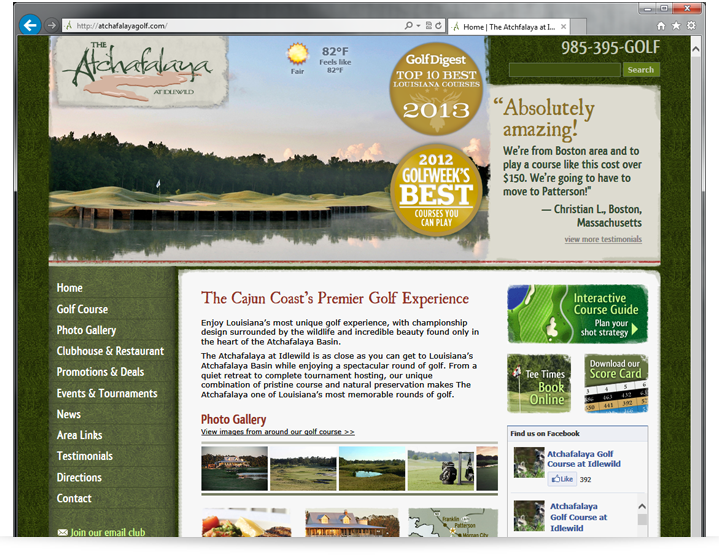 http://atchafalayagolf.com/
Home | The Atchafalaya at I...
THE
Atchafalaya
AT IDLEWILD
Fair
82°F
Feels like
82°F
GolfDigest
TOP 10 BEST
LOUISIANA COURSES
2013
2012
GOLFWEEK'S
BEST
COURSES YOU
CAN PLAY
985-395-GOLF
Search
“Absolutely
amazing!
We're from Boston area and to
play a course like this cost over
$150. We're going to have to
move to Patterson!"
— Christian L., Boston,
Massachusetts
view more testimonials
Home
Golf Course
Photo Gallery
Clubhouse & Restaurant
Promotions & Deals
Events & Tournaments
News
Area Links
Testimonials
Directions
Contact
Join our email club
The Cajun Coast's Premier Golf Experience
Enjoy Louisiana's most unique golf experience, with championship
design surrounded by the wildlife and incredible beauty found only in
the heart of the Atchafalaya Basin.
The Atchafalaya at Idlewild is as close as you can get to Louisiana's
Atchafalaya Basin while enjoying a spectacular round of golf. From a
quiet retreat to complete tournament hosting, our unique
combination of pristine course and natural preservation makes The
Atchafalaya one of Louisiana's most memorable rounds of golf.
Photo Gallery
View images from around our golf course >>
Franklin
Patterson
Morgan City
Interactive
Course Guide
Plan your
shot strategy
Tee Times
Book
Online
Download our
Score Card
Find us on Facebook
Atchafalaya Golf
Course at Idlewild
Like 392
Atchafalaya
Golf Course at
Idlewild